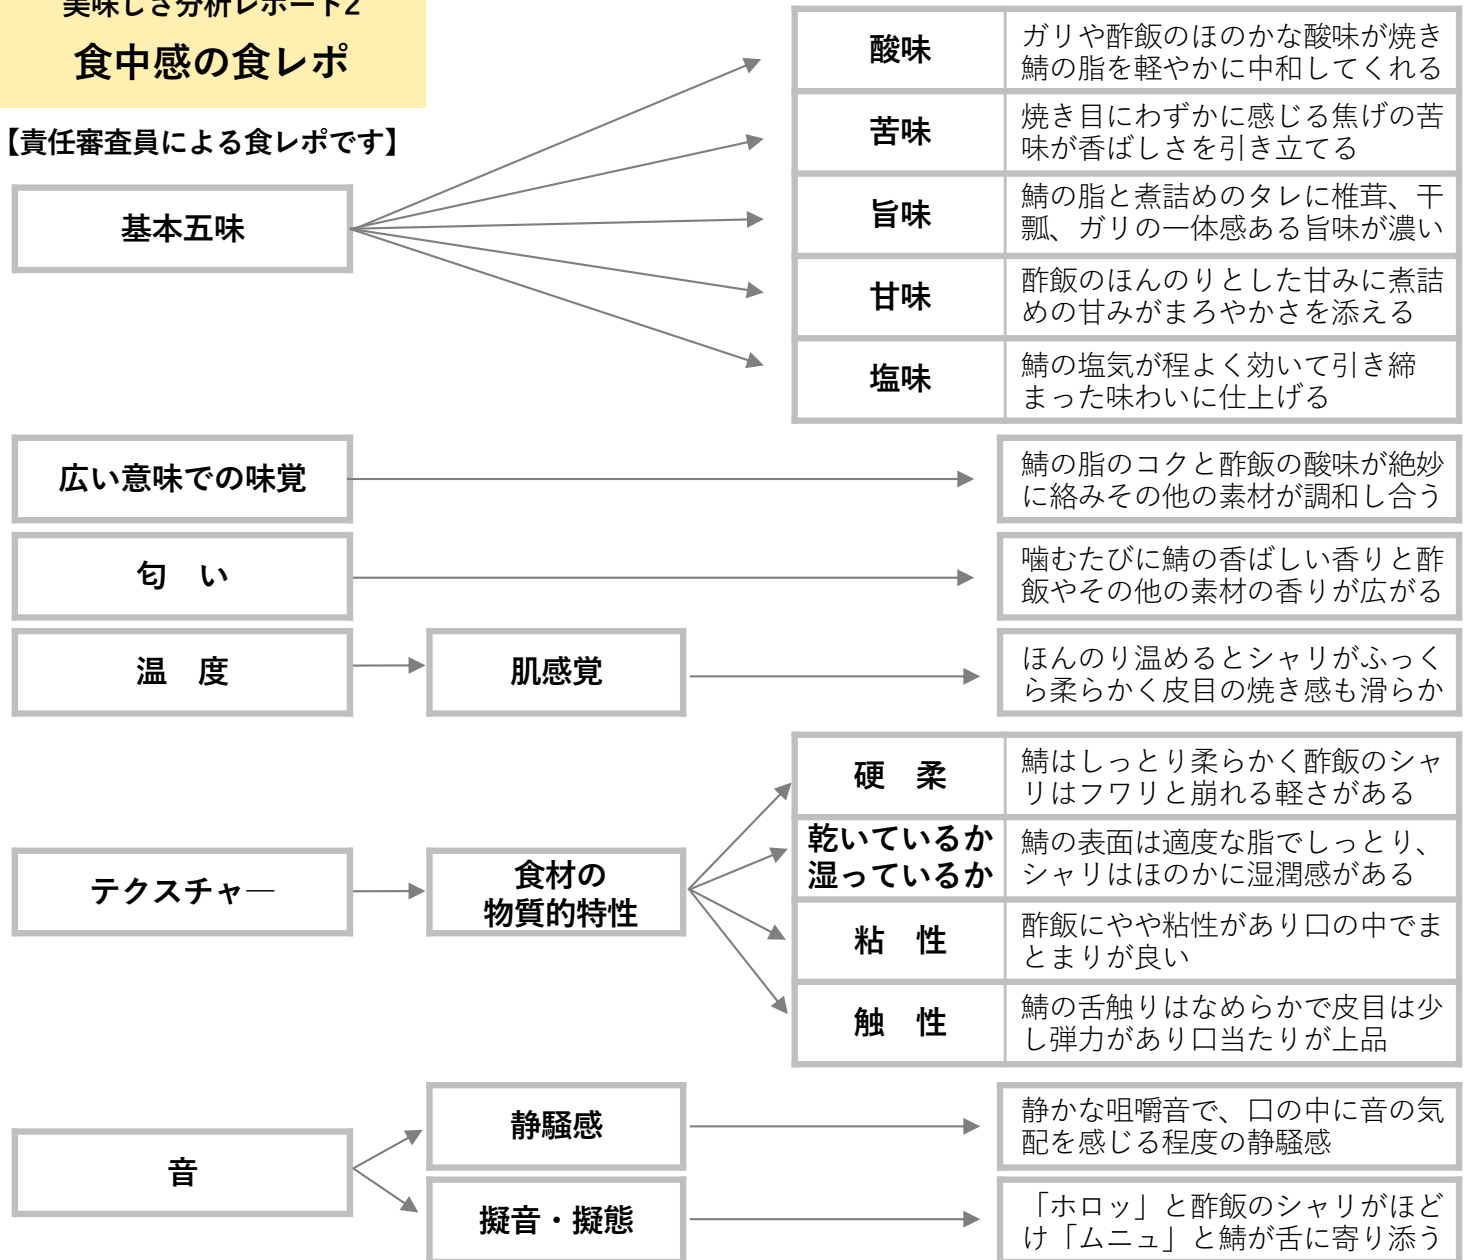 美味しさ分析レポート2
食中感の食レポ
【責任審査員による食レポです】
基本五味
酸味
ガリや酢飯のほのかな酸味が焼き
鯖の脂を軽やかに中和してくれる
苦味
焼き目にわずかに感じる焦げの苦
味が香ばしさを引き立てる
旨味
鯖の脂と煮詰めのタレに椎茸、干
瓢、ガリの一体感ある旨味が濃い
甘味
酢飯のほんのりとした甘みに煮詰
めの甘みがまろやかさを添える
塩味
鯖の塩気が程よく効いて引き締
まった味わいに仕上げる
広い意味での味覚
鯖の脂のコクと酢飯の酸味が絶妙
に絡みその他の素材が調和し合う
匂　い
噛むたびに鯖の香ばしい香りと酢
飯やその他の素材の香りが広がる
温　度
肌感覚
ほんのり温めるとシャリがふっく
ら柔らかく皮目の焼き感も滑らか
テクスチャ―
食材の
物質的特性
硬　柔
鯖はしっとり柔らかく酢飯のシャ
リはフワリと崩れる軽さがある
乾いているか
湿っているか
鯖の表面は適度な脂でしっとり、
シャリはほのかに湿潤感がある
粘　性
酢飯にやや粘性があり口の中でま
とまりが良い
触　性
鯖の舌触りはなめらかで皮目は少
し弾力があり口当たりが上品
音
静騒感
静かな咀嚼音で、口の中に音の気
配を感じる程度の静騒感
擬音・擬態
「ホロッ」と酢飯のシャリがほど
け「ムニュ」と鯖が舌に寄り添う